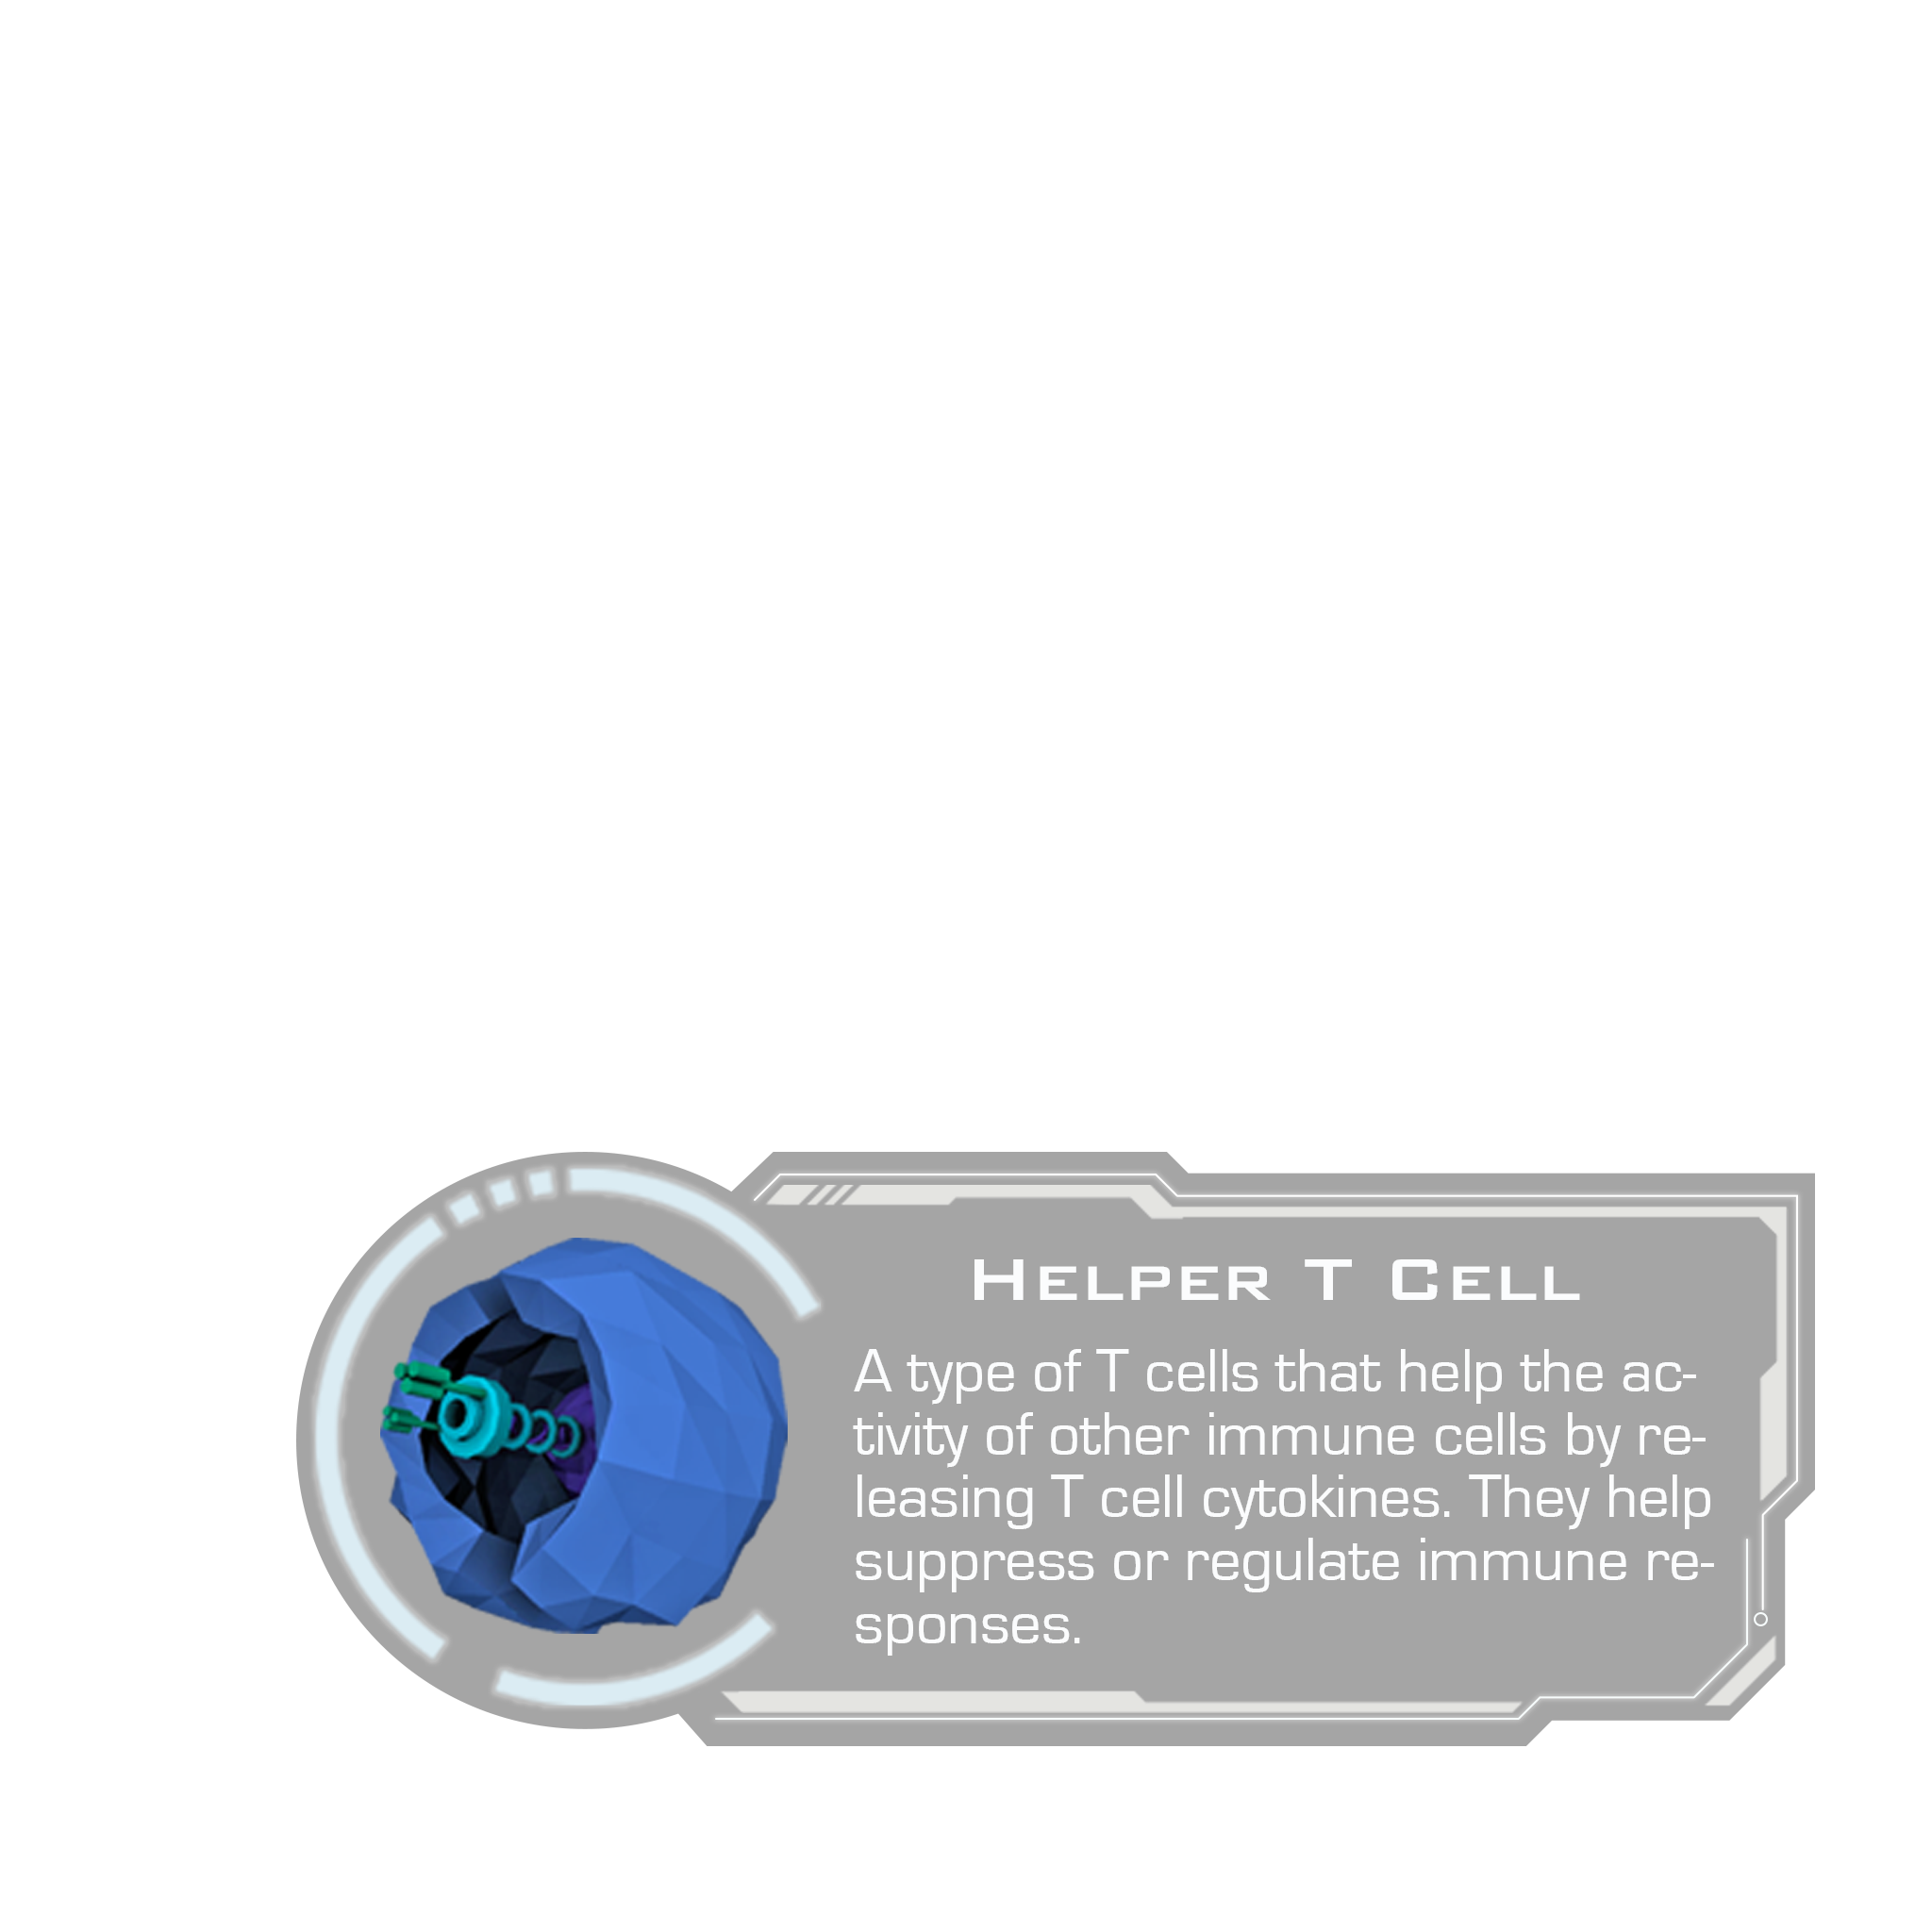 Helper T Cell
A type of T cells that help the ac-
tivity of other immune cells by re-
leasing T cell cytokines. They help
suppress or regulate immune re-
sponses.